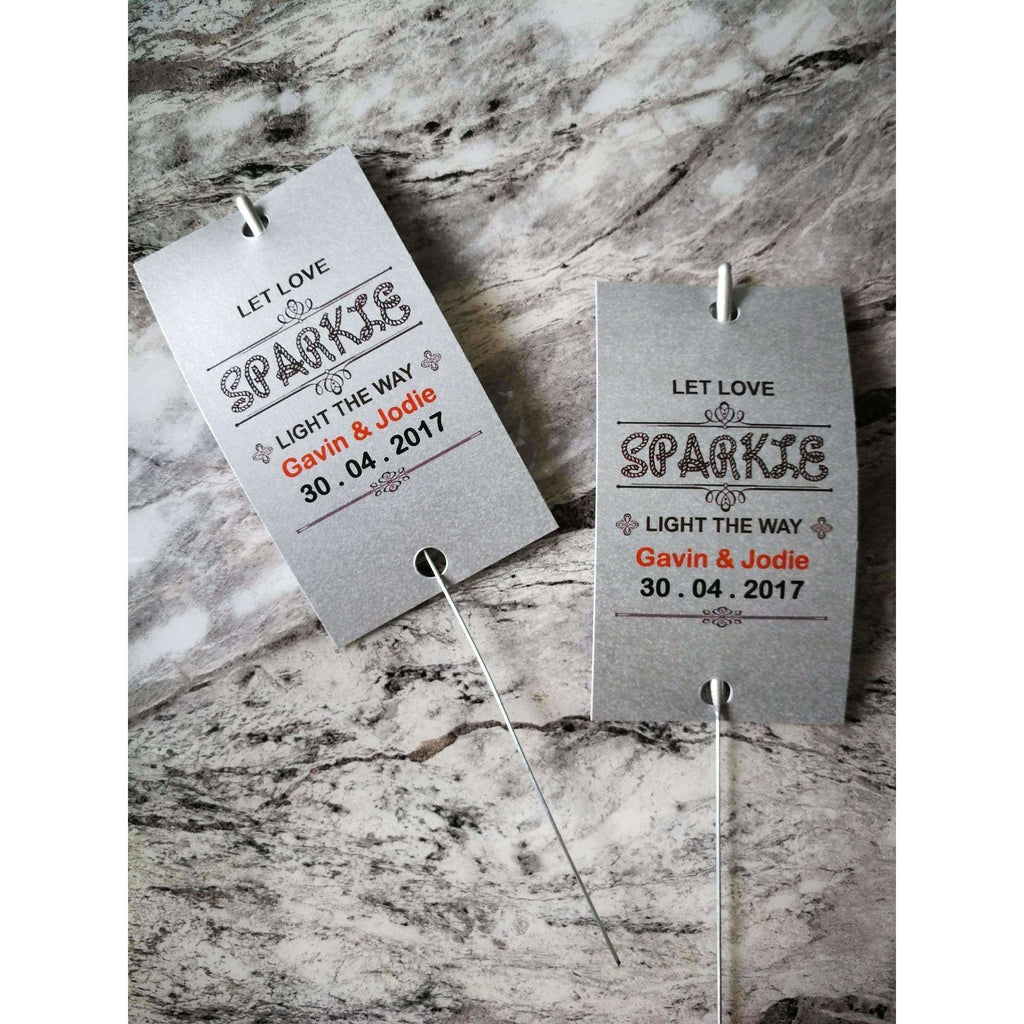 LET LOVE
SPARKLE
LIGHT THE WAY
Gavin & Jodie
30 . 04 . 2017
LET LOVE
SPARKLE
LIGHT THE WAY
Gavin & Jodie
30 . 04 . 2017